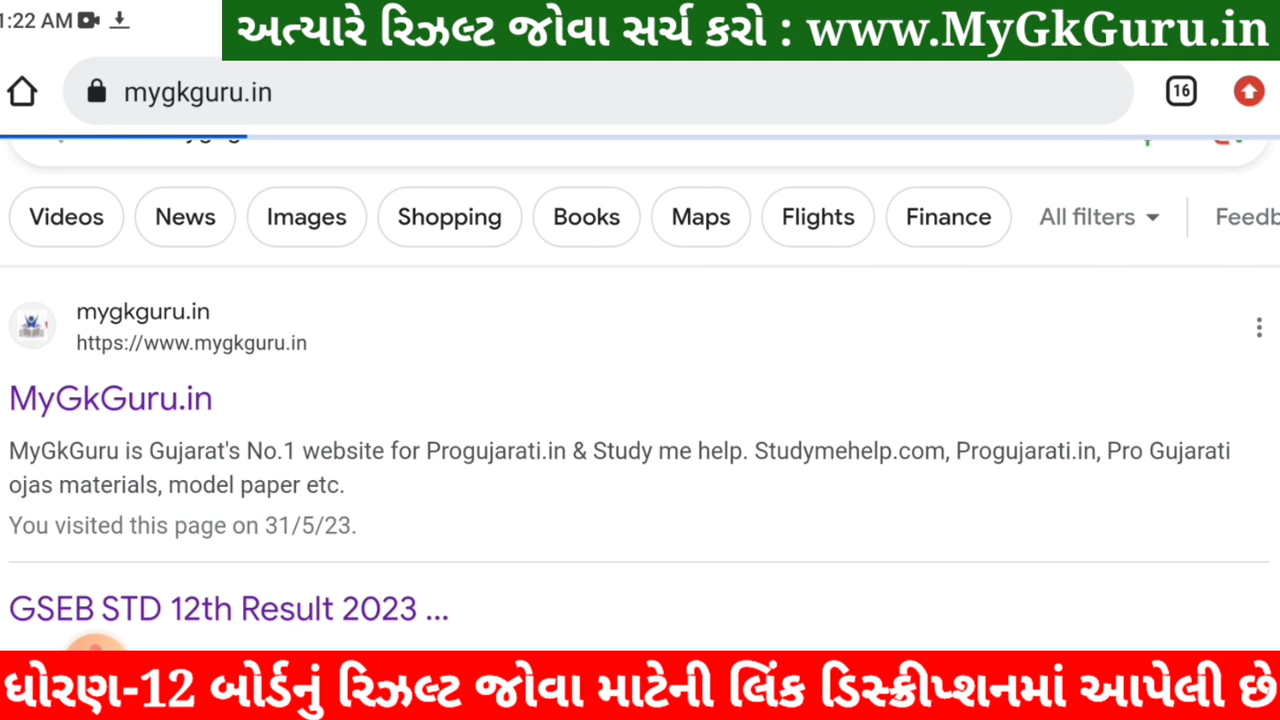 1:22 AM
અત્યારે રિઝલ્ટ જોવા સર્ચ કરો : www.MyGkGuru.in
mygkguru.in
16
Videos News Images Shopping Books Maps Flights Finance All filters Feedb
mygkguru.in
https://www.mygkguru.in
MyGkGuru.in
MyGkGuru is Gujarat's No.1 website for Progujarati.in & Study me help. Studymehelp.com, Progujarati.in, Pro Gujarati
ojas materials, model paper etc.
You visited this page on 31/5/23.
GSEB STD 12th Result 2023 ...
ધોરણ-12 બોર્ડનું રિઝલ્ટ જોવા માટેની લિંક ડિસ્ક્રીપ્શનમાં આપેલી છે